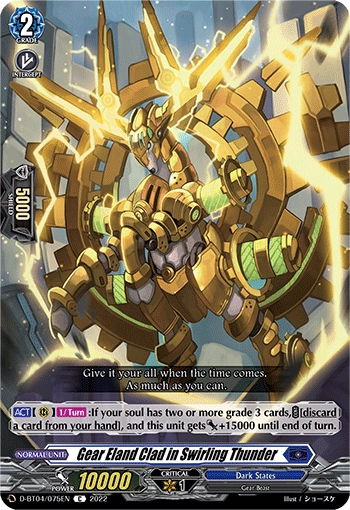 2
GRADE
INTERCEPT
5000
SHIELD
Give it your all when the time comes.
As much as you can.
ACT 1/Turn :If your soul has two or more grade 3 cards, [discard
a card from your hand], and this unit gets +15000 until end of turn.
NORMAL UNIT Gear Eland Clad in Swirling Thunder
POWER 10000 CRITICAL 1 Dark States
Gear Beast
D-BT04/075EN C 2022 Illust / ショースケ